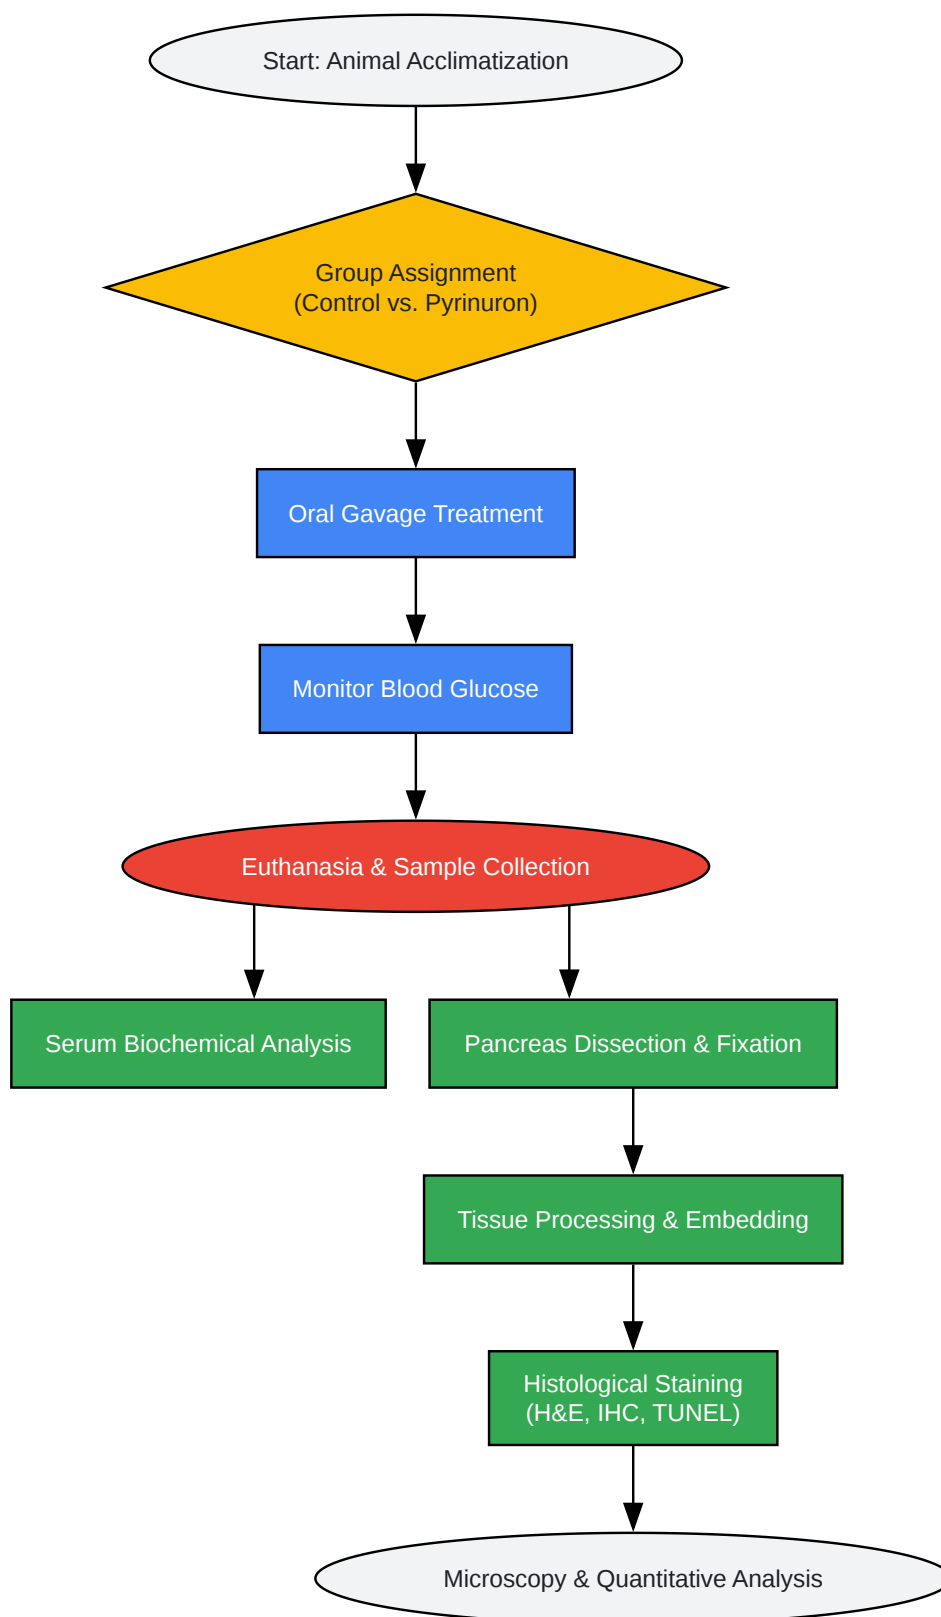 Start: Animal Acclimatization
Group Assignment
(Control vs. Pyrinuron)
Oral Gavage Treatment
Monitor Blood Glucose
Euthanasia & Sample Collection
Serum Biochemical Analysis
Pancreas Dissection & Fixation
Tissue Processing & Embedding
Histological Staining
(H&E, IHC, TUNEL)
Microscopy & Quantitative Analysis